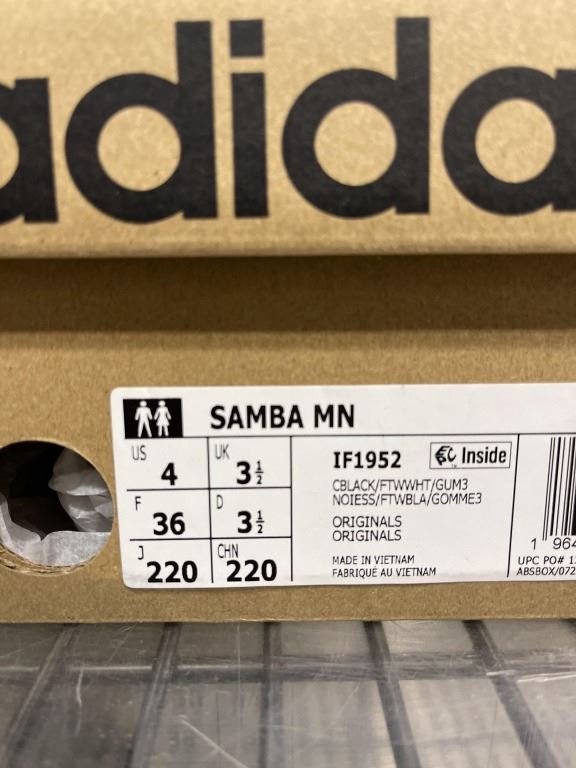 adida
SAMBA MN
US 4 UK 3½
F 36 D 3½
J 220 CHN 220
IF1952 Inside
CBLACK/FTWWHT/GUM3
NOIESS/FTWBLA/GOMME3
ORIGINALS
ORIGINALS
MADE IN VIETNAM
FABRIQUÉ AU VIETNAM
1 964
UPC PO# 1
ABSBOX/072